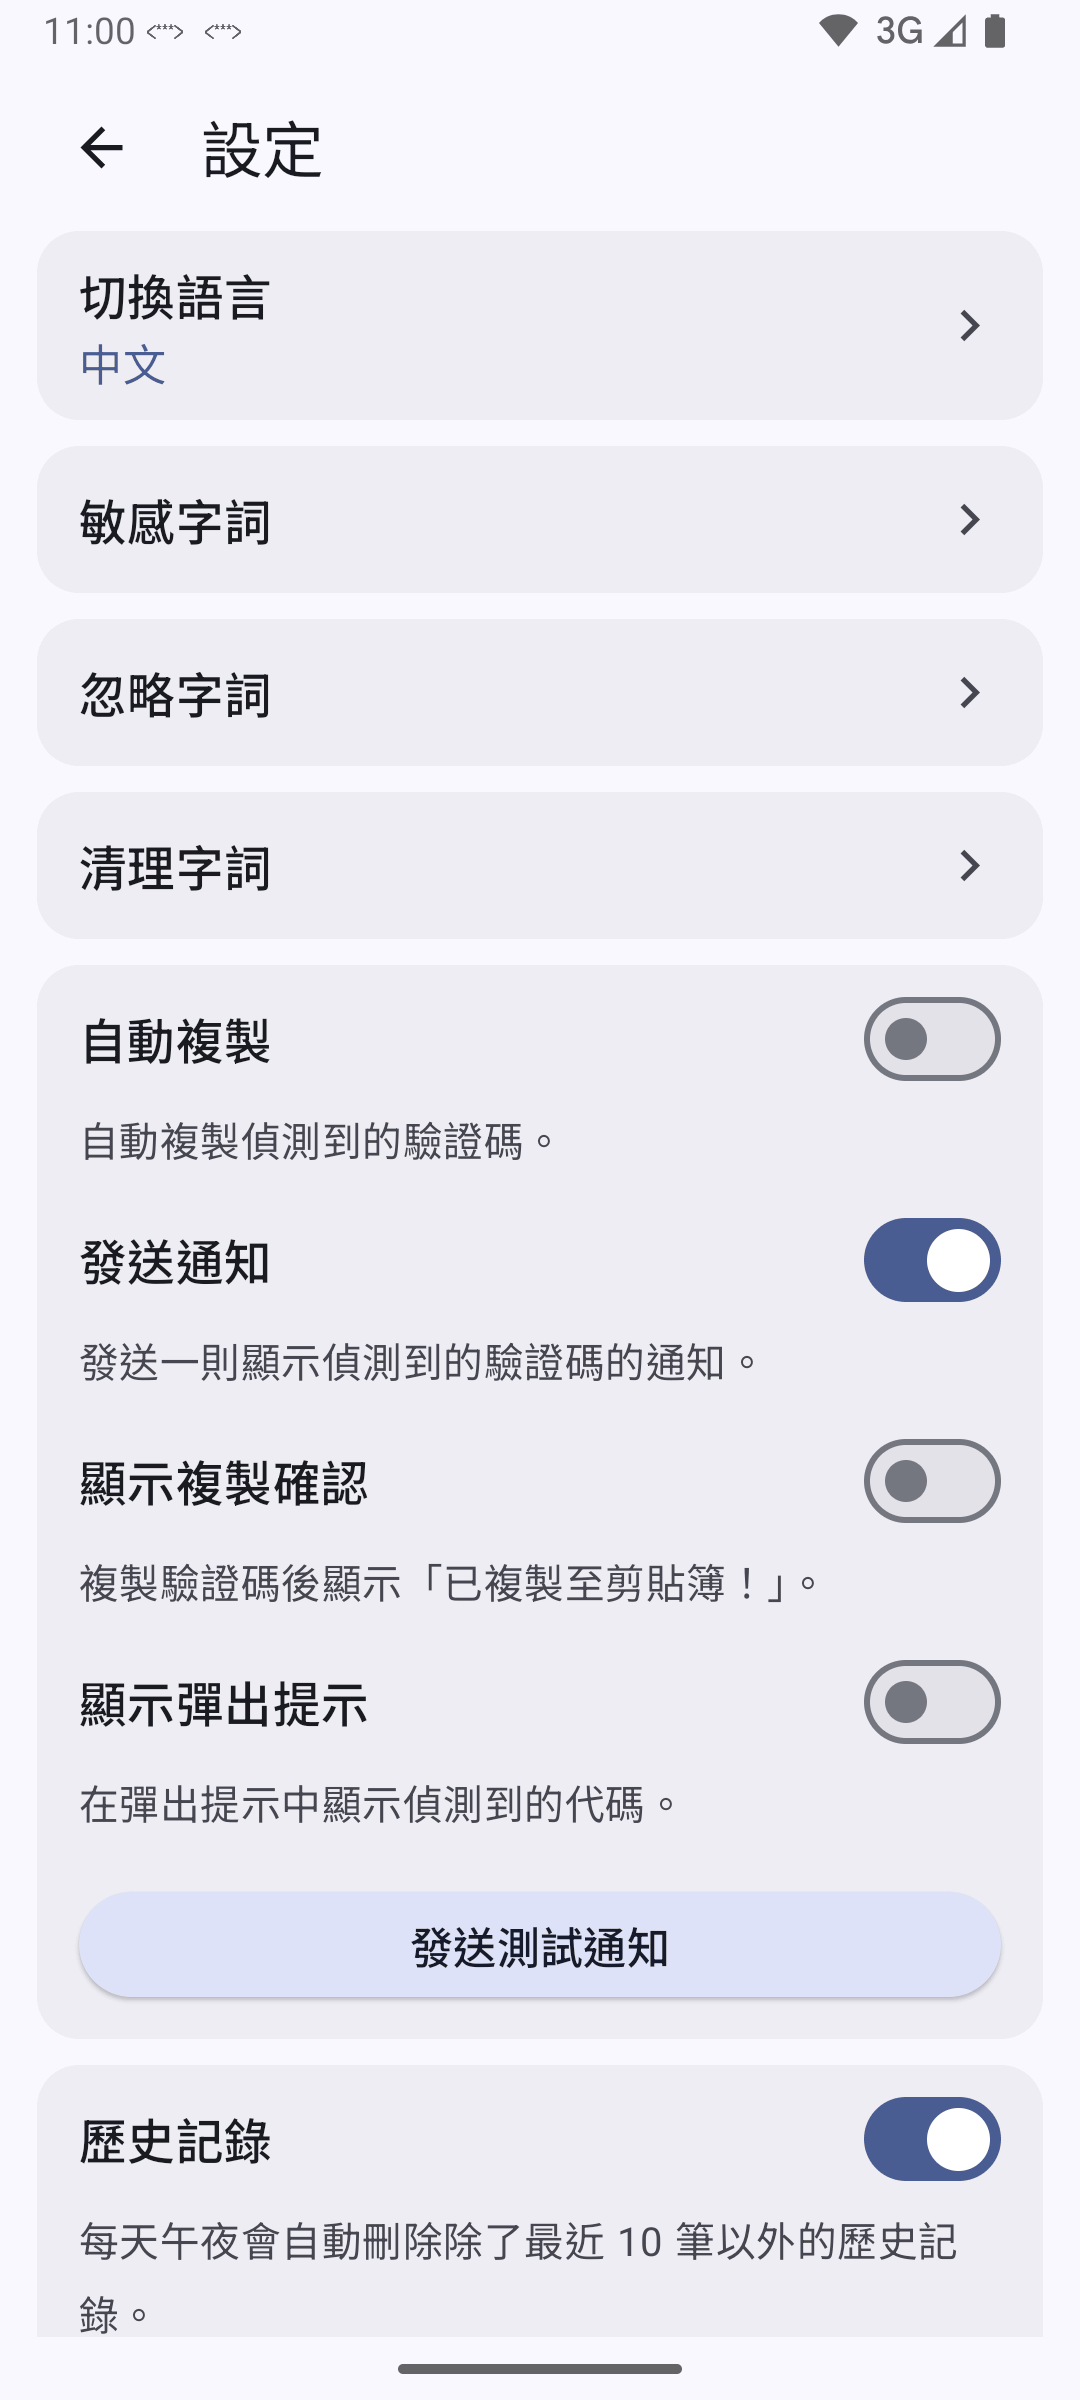 11:00 <***> <***> 3G
設定
切換語言
中文
敏感字詞
忽略字詞
清理字詞
自動複製
自動複製偵測到的驗證碼。
發送通知
發送一則顯示偵測到的驗證碼的通知。
顯示複製確認
複製驗證碼後顯示「已複製至剪貼簿！」。
顯示彈出提示
在彈出提示中顯示偵測到的代碼。
發送測試通知
歷史記錄
每天午夜會自動刪除除了最近 10 筆以外的歷史記
錄。